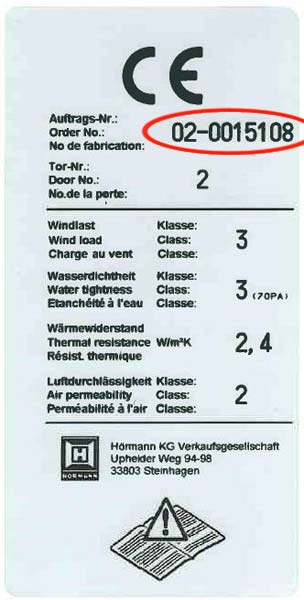 CE
Auftrags-Nr.:
Order No.: 02-0015108
No de fabrication:
Tor-Nr.:
Door No.: 2
No.de la porte:
Windlast Klasse:
Wind load Class: 3
Charge au vent Classe:
Wasserdichtheit Klasse:
Water tightness Class: 3 (70PA)
Etanchéité à l'eau Classe:
Wärmewiderstand
Thermal resistance W/m²K 2,4
Résist. thermique
Luftdurchlässigkeit Klasse:
Air permeability Class: 2
Perméabilité à l'air Classe:
HÖRMANN
Hörmann KG Verkaufsgesellschaft
Upheider Weg 94-98
33803 Steinhagen